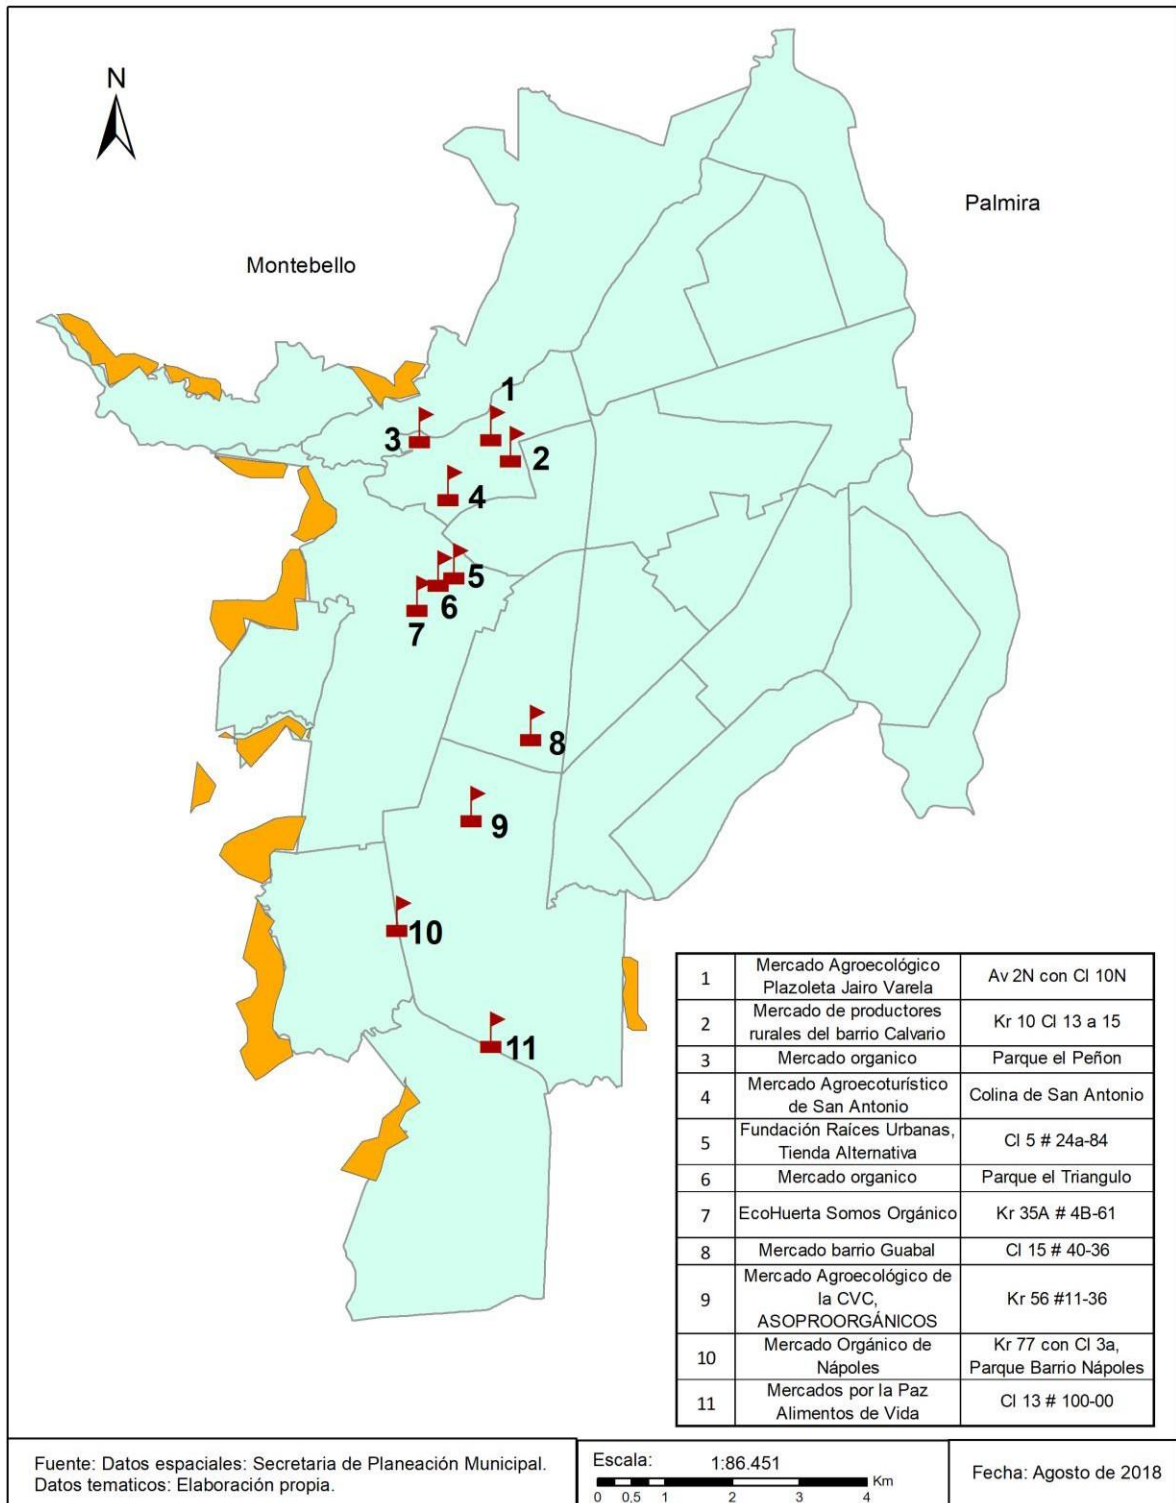 N
Palmira
Montebello
1
2
3
4
5
6
7
8
9
10
11
1 Mercado Agroecológico Av 2N con Cl 10N
Plazoleta Jairo Varela
2 Mercado de productores Kr 10 Cl 13 a 15
rurales del barrio Calvario
3 Mercado organico Parque el Peñon
4 Mercado Agroecoturístico Colina de San Antonio
de San Antonio
5 Fundación Raíces Urbanas, Cl 5 # 24a-84
Tienda Alternativa
6 Mercado organico Parque el Triangulo
7 EcoHuerta Somos Orgánico Kr 35A # 4B-61
8 Mercado barrio Guabal Cl 15 # 40-36
9 Mercado Agroecológico de Kr 56 #11-36
la CVC,
ASOPROORGÁNICOS
10 Mercado Orgánico de Kr 77 con Cl 3a,
Nápoles Parque Barrio Nápoles
11 Mercados por la Paz Cl 13 # 100-00
Alimentos de Vida
Fuente: Datos espaciales: Secretaria de Planeación Municipal.
Datos tematicos: Elaboración propia.
Escala: 1:86.451
Km
0 0,5 1 2 3 4
Fecha: Agosto de 2018